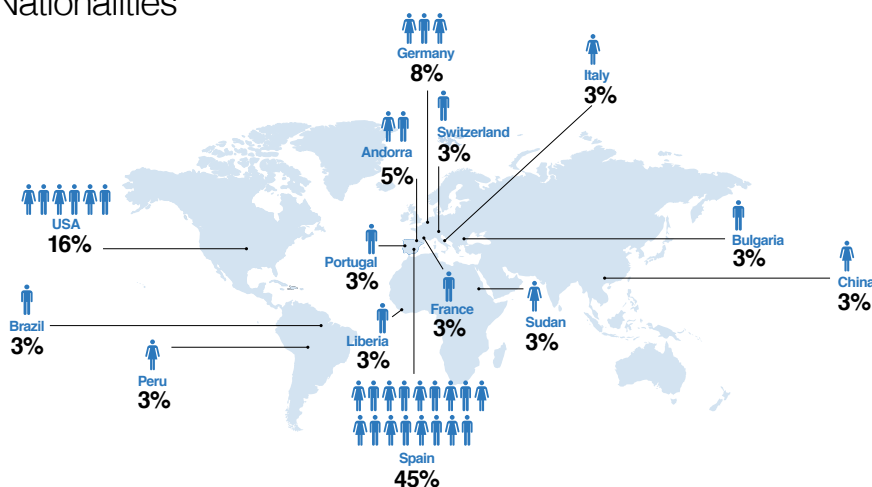 Nationalities
Germany
8%
Italy
3%
Switzerland
3%
Andorra
5%
USA
16%
Portugal
3%
Bulgaria
3%
China
3%
France
3%
Sudan
3%
Brazil
3%
Liberia
3%
Peru
3%
Spain
45%